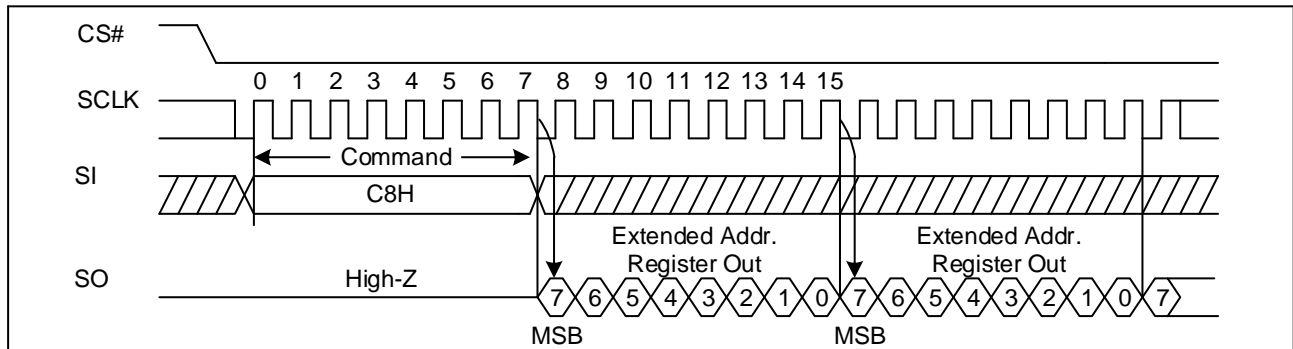 CS#
0 1 2 3 4 5 6 7 8 9 10 11 12 13 14 15
SCLK
Command
SI
C8H
Extended Addr.
Register Out
Extended Addr.
Register Out
SO
High-Z
7 6 5 4 3 2 1 0 7 6 5 4 3 2 1 0 7
MSB
MSB